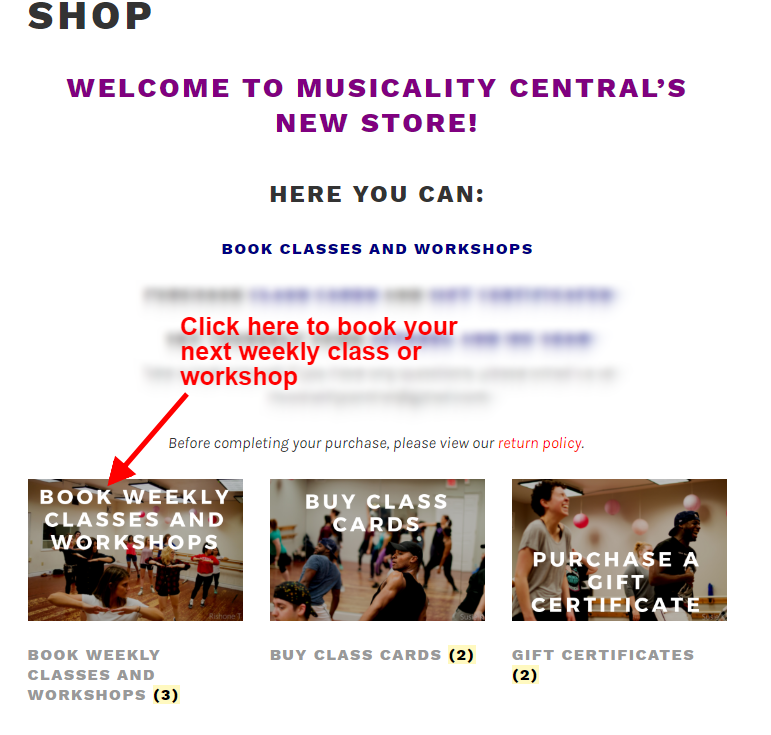 SHOP
WELCOME TO MUSICALITY CENTRAL’S
NEW STORE!
HERE YOU CAN:
BOOK CLASSES AND WORKSHOPS
Click here to book your
next weekly class or
workshop
Before completing your purchase, please view our return policy.
BOOK WEEKLY
CLASSES AND
WORKSHOPS
BUY CLASS
CARDS
PURCHASE A
GIFT
CERTIFICATE
BOOK WEEKLY
CLASSES AND
WORKSHOPS (3)
BUY CLASS CARDS (2)
GIFT CERTIFICATES
(2)